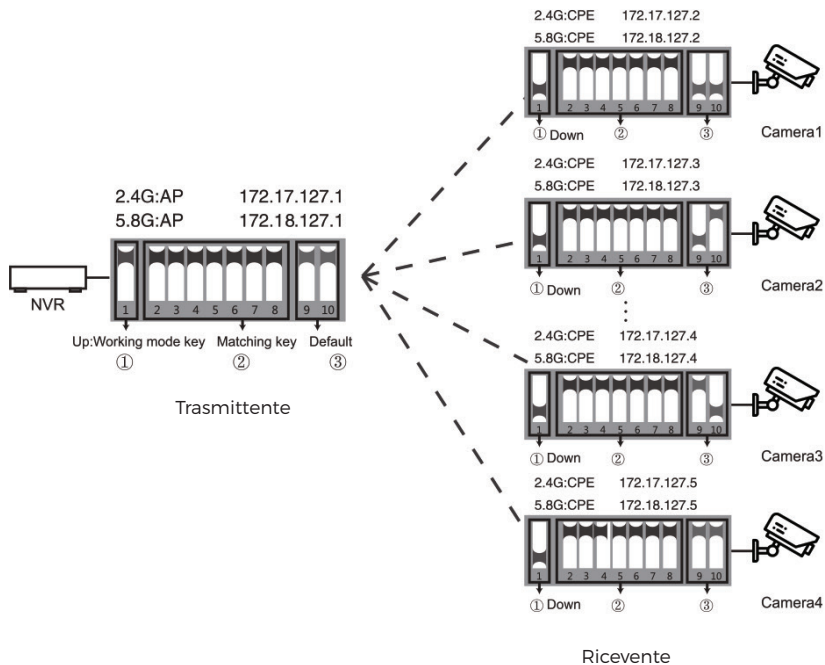 2.4G:CPE 172.17.127.2
5.8G:CPE 172.18.127.2
1 2 3 4 5 6 7 8 9 10
① Down ② ③ Camera1
2.4G:CPE 172.17.127.3
5.8G:CPE 172.18.127.3
1 2 3 4 5 6 7 8 9 10
① Down ② ③ Camera2
2.4G:AP 172.17.127.1
5.8G:AP 172.18.127.1
NVR
1 2 3 4 5 6 7 8 9 10
Up:Working mode key Matching key Default
① ② ③
Trasmittente
2.4G:CPE 172.17.127.4
5.8G:CPE 172.18.127.4
1 2 3 4 5 6 7 8 9 10
① Down ② ③ Camera3
2.4G:CPE 172.17.127.5
5.8G:CPE 172.18.127.5
1 2 3 4 5 6 7 8 9 10
① Down ② ③ Camera4
Ricevente